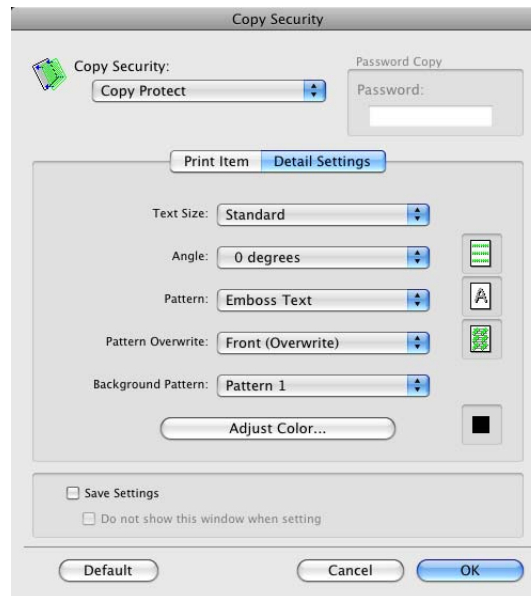 Copy Security
Copy Security:
Copy Protect
Password Copy
Password:
Print Item
Detail Settings
Text Size: Standard
Angle: 0 degrees
Pattern: Emboss Text
A
Pattern Overwrite: Front (Overwrite)
Background Pattern: Pattern 1
Adjust Color...
Save Settings
Do not show this window when setting
Default
Cancel
OK